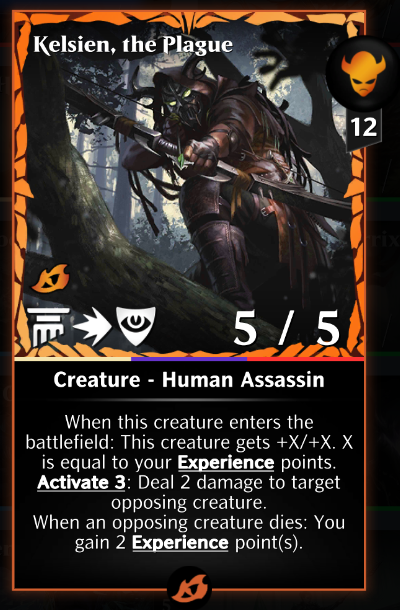 Kelsien, the Plague
12
5 / 5
Creature - Human Assassin
When this creature enters the
battlefield: This creature gets +X/+X. X
is equal to your Experience points.
Activate 3: Deal 2 damage to target
opposing creature.
When an opposing creature dies: You
gain 2 Experience point(s).